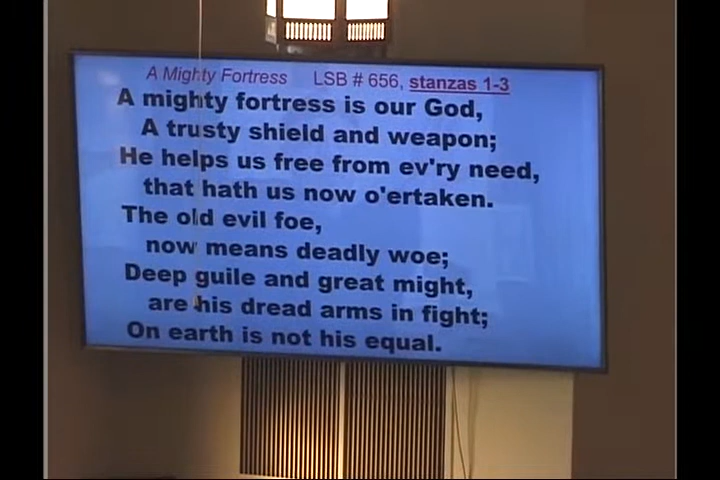 A Mighty Fortress LSB # 656, stanzas 1-3
A mighty fortress is our God,
A trusty shield and weapon;
He helps us free from ev'ry need,
that hath us now o'ertaken.
The old evil foe,
now means deadly woe;
Deep guile and great might,
are his dread arms in fight;
On earth is not his equal.